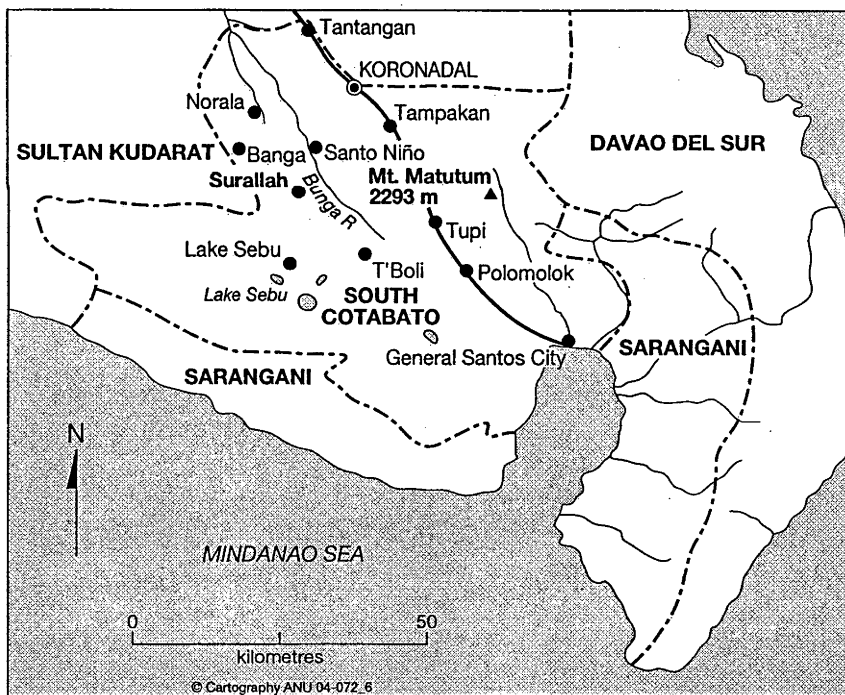 Tantangan
KORONADAL
Norala
Tampakan
SULTAN KUDARAT
Banga
Santo Niño
DAVAO DEL SUR
Surallah
Bunga R
Mt. Matutum
2293 m
Tupi
Lake Sebu
T'Boli
Polomolok
Lake Sebu
SOUTH
COTABATO
General Santos City
SARANGANI
SARANGANI
N
MINDANAO SEA
0
50
kilometres
© Cartography ANU 04-072_6